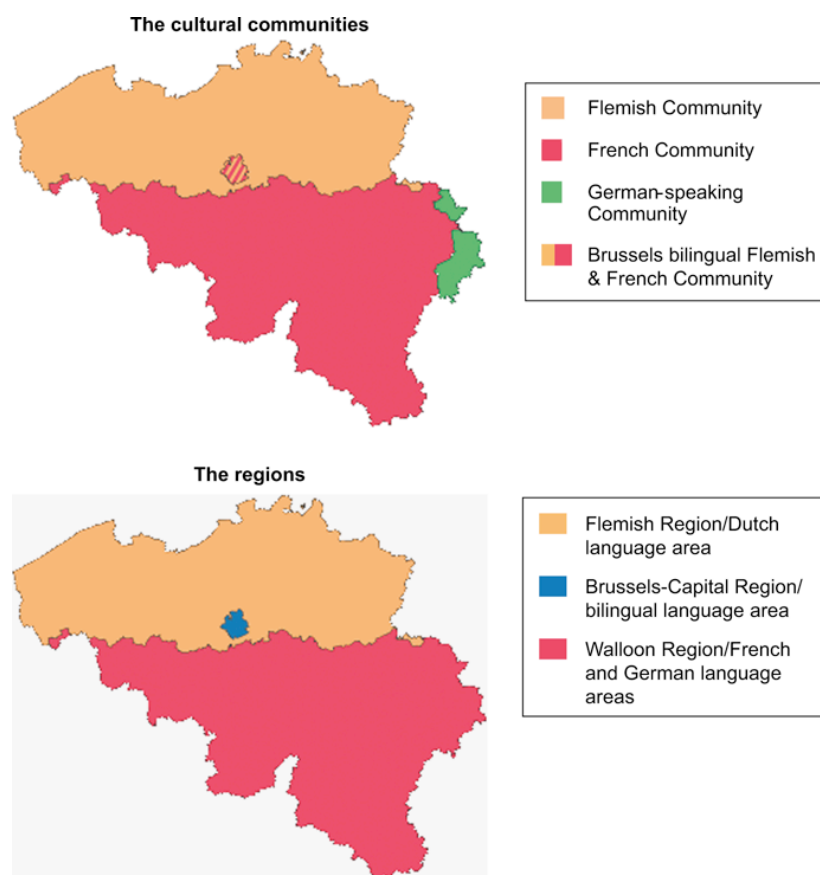 The cultural communities
Flemish Community
French Community
German-speaking
Community
Brussels bilingual Flemish
& French Community
The regions
Flemish Region/Dutch
language area
Brussels-Capital Region/
bilingual language area
Walloon Region/French
and German language
areas